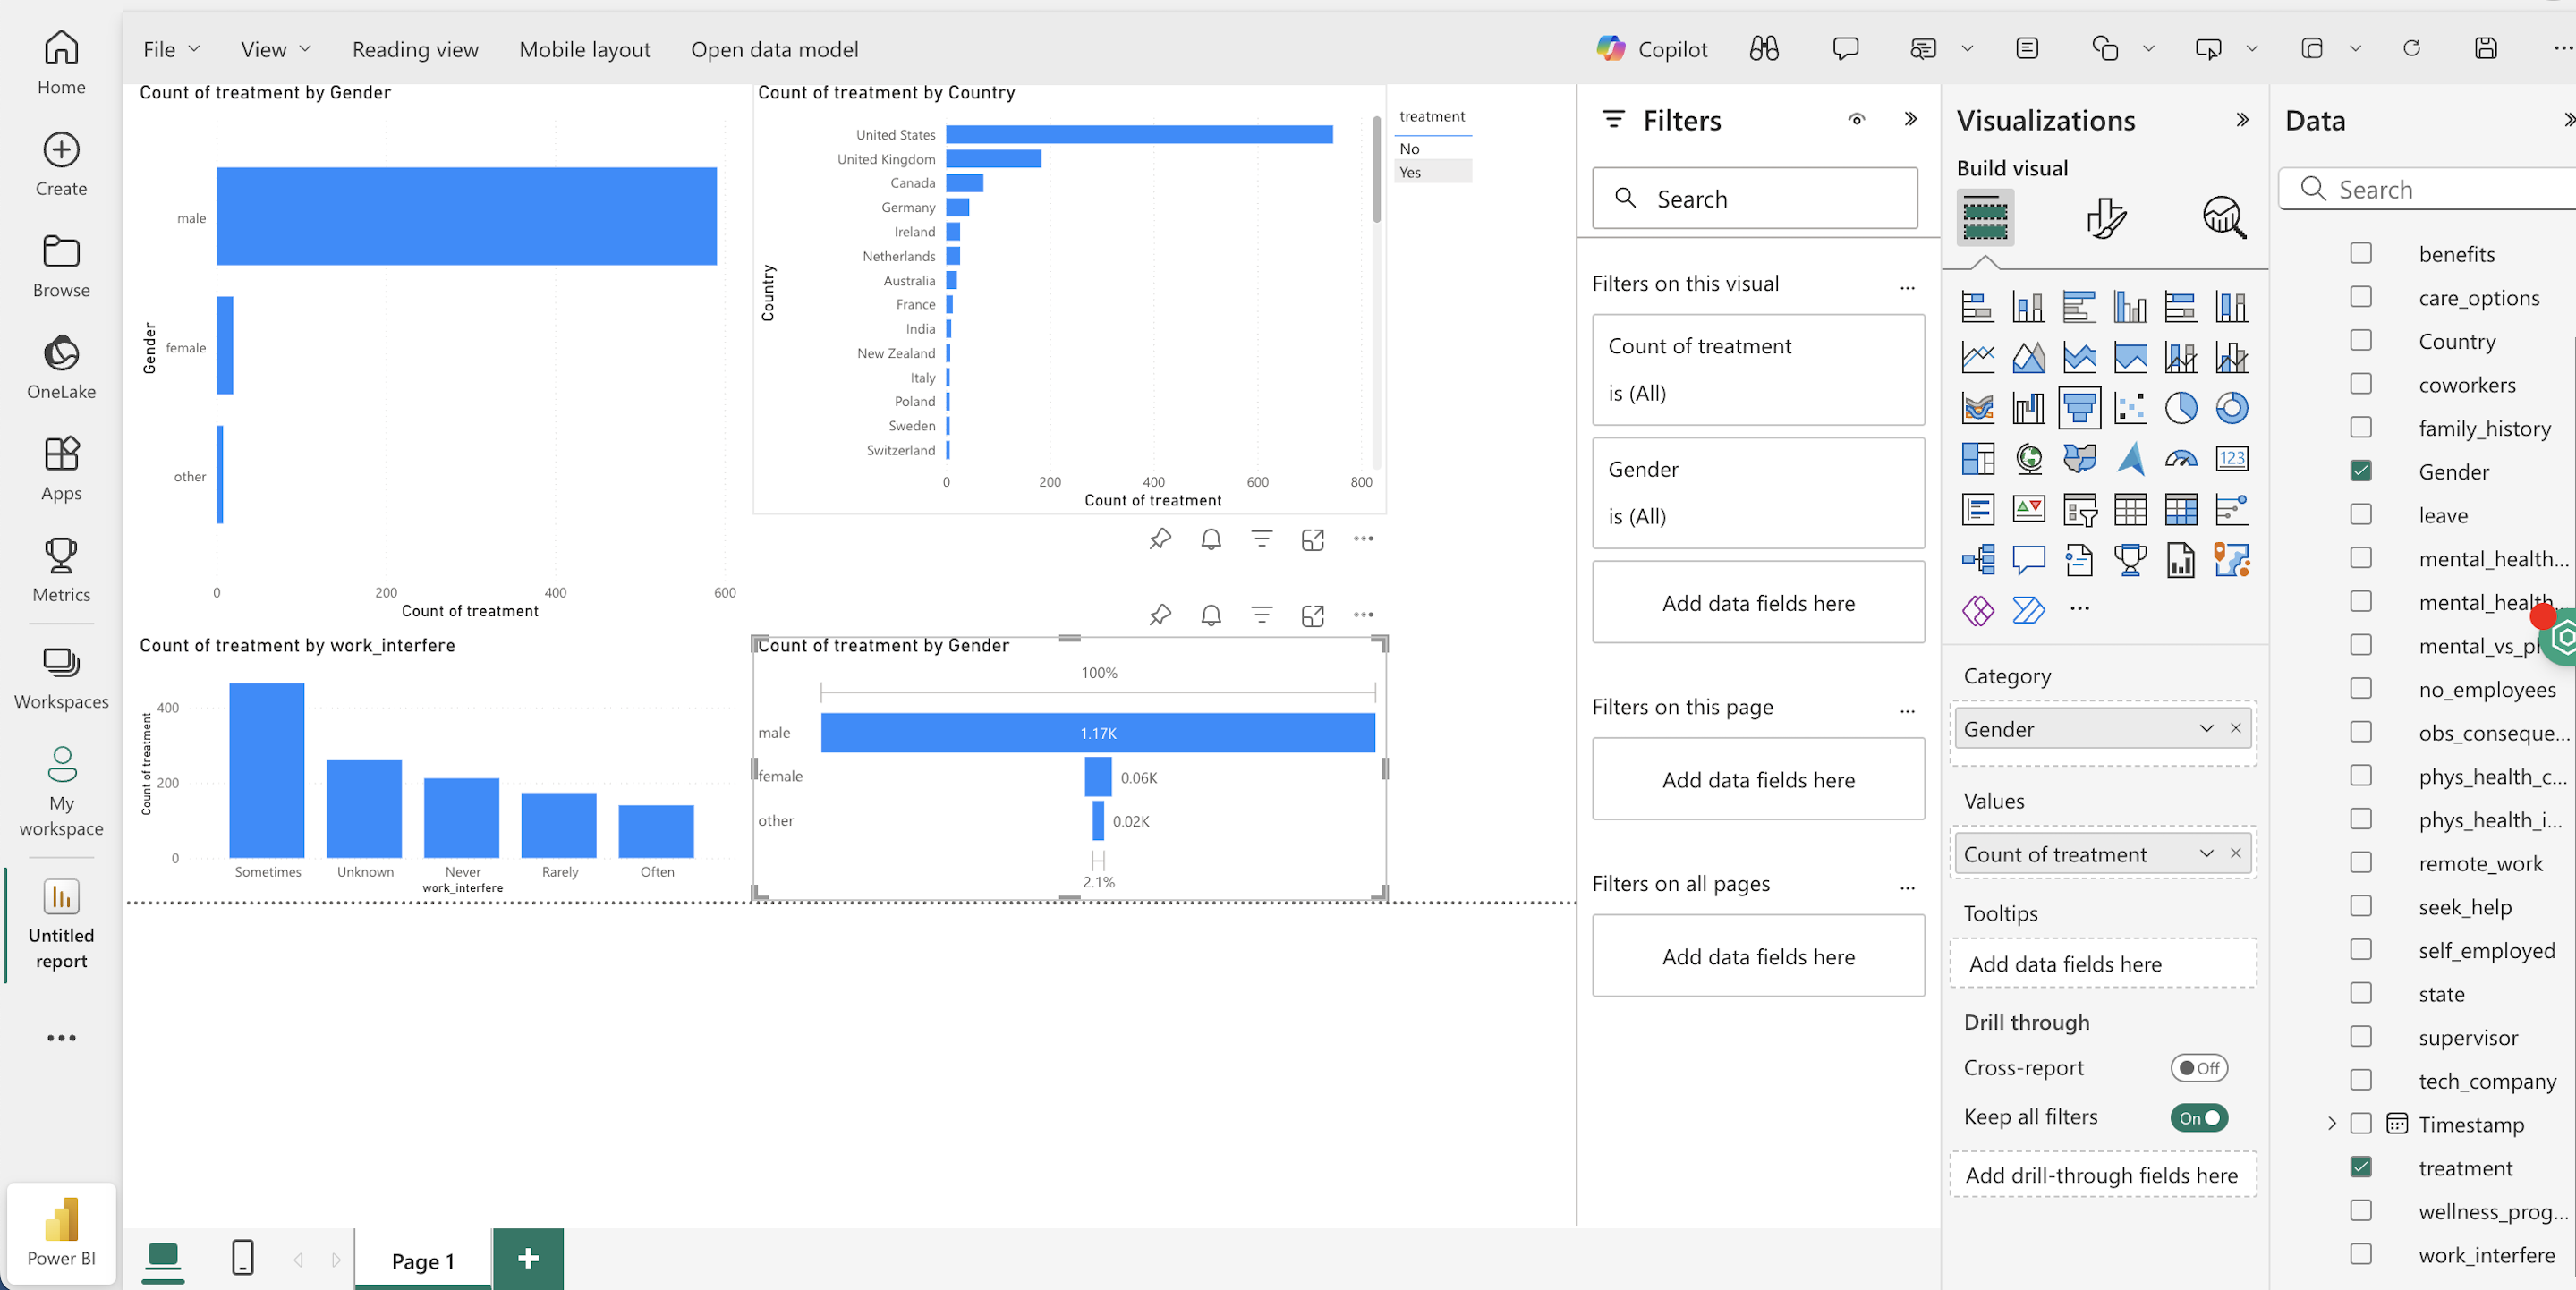 Home
Create
Browse
OneLake
Apps
Metrics
Workspaces
My
workspace
Untitled
report
Power BI
File
View
Reading view
Mobile layout
Open data model
Copilot
Count of treatment by Gender
Gender
male
female
other
0
200
400
600
Count of treatment
Count of treatment by Country
Country
United States
United Kingdom
Canada
Germany
Ireland
Netherlands
Australia
France
India
New Zealand
Italy
Poland
Sweden
Switzerland
0
200
400
600
800
Count of treatment
treatment
No
Yes
Count of treatment by work_interfere
Count of treatment
400
200
0
Sometimes
Unknown
Never
Rarely
Often
work_interfere
Count of treatment by Gender
100%
male
1.17K
female
0.06K
other
0.02K
2.1%
Page 1
Filters
Search
Filters on this visual
...
Count of treatment
is (All)
Gender
is (All)
Add data fields here
Filters on this page
...
Add data fields here
Filters on all pages
...
Add data fields here
Visualizations
Build visual
123
...
Category
Gender
Values
Count of treatment
Tooltips
Add data fields here
Drill through
Cross-report
Off
Keep all filters
On
Add drill-through fields here
Data
Search
benefits
care_options
Country
coworkers
family_history
Gender
leave
mental_health...
mental_health...
mental_vs_ph
no_employees
obs_conseque...
phys_health_c...
phys_health_i...
remote_work
seek_help
self_employed
state
supervisor
tech_company
Timestamp
treatment
wellness_prog...
work_interfere